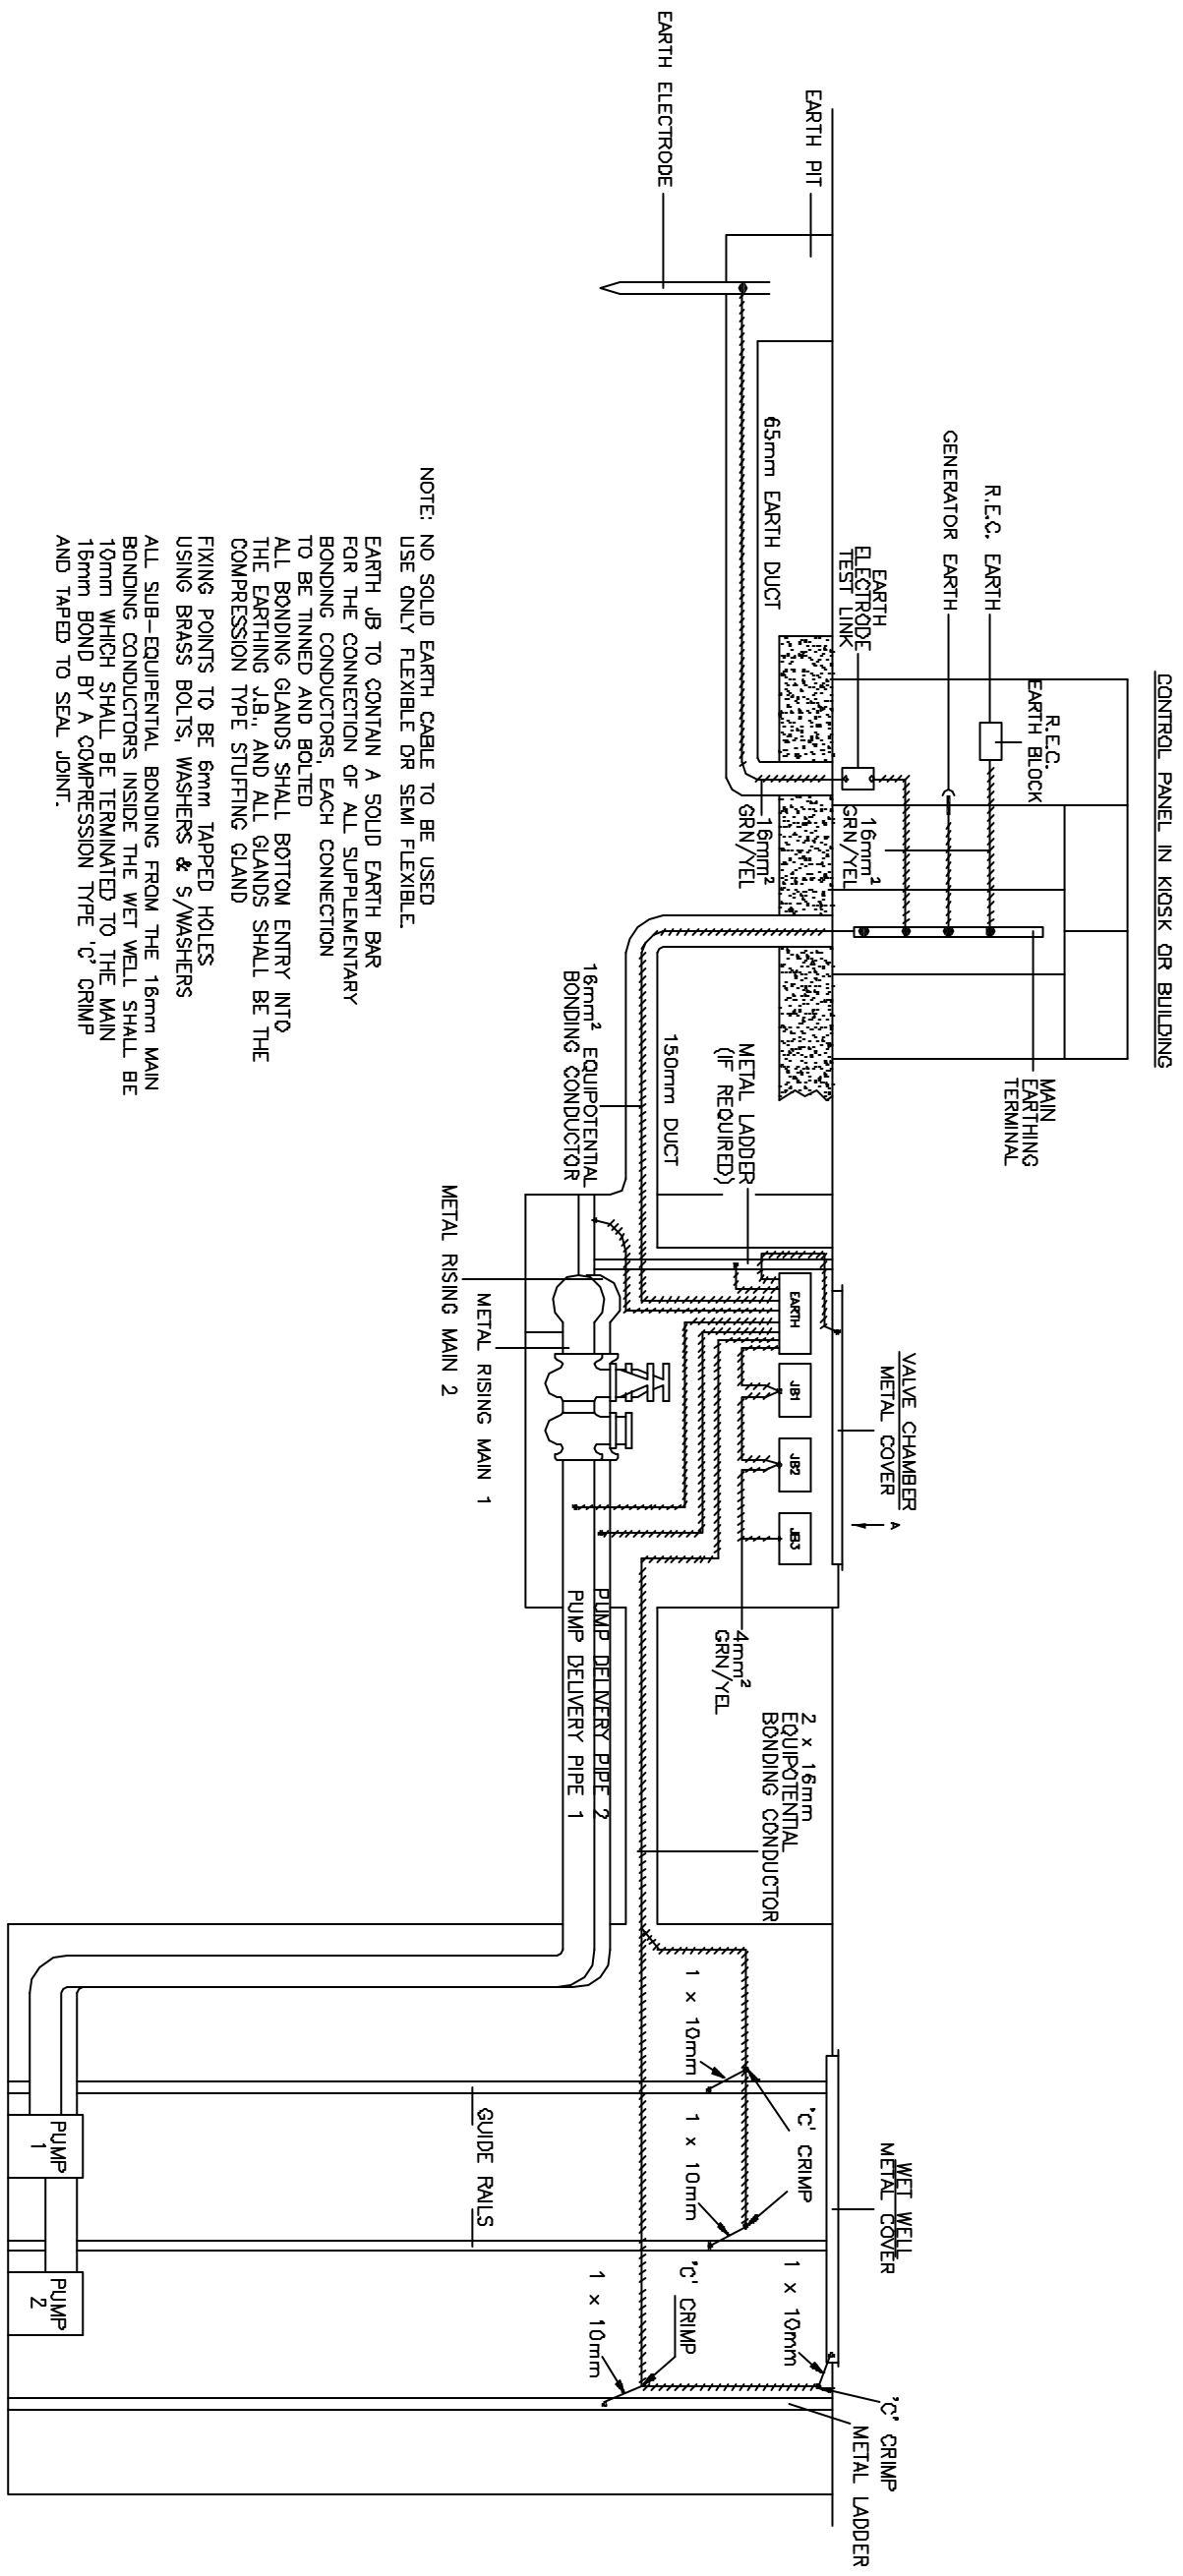 CONTROL PANEL IN KIOSK OR BUILDING
R.E.C.
EARTH BLOCK
R.E.C. EARTH
GENERATOR EARTH
EARTH
ELECTRODE
TEST LINK
16mm²
GRN/YEL
16mm²
GRN/YEL
MAIN
EARTHING
TERMINAL
EARTH PIT
EARTH ELECTRODE
65mm EARTH DUCT
150mm DUCT
16mm² EQUIPOTENTIAL
BONDING CONDUCTOR
METAL LADDER
(IF REQUIRED)
VALVE CHAMBER
METAL COVER
A
EARTH
JB1
JB2
JB3
4mm²
GRN/YEL
METAL RISING MAIN 1
METAL RISING MAIN 2
PUMP DELIVERY PIPE 2
PUMP DELIVERY PIPE 1
2 x 16mm
EQUIPOTENTIAL
BONDING CONDUCTOR
WET WELL
METAL COVER
1 x 10mm
'C' CRIMP
1 x 10mm
1 x 10mm
'C' CRIMP
METAL LADDER
'C' CRIMP
1 x 10mm
GUIDE RAILS
PUMP
1
PUMP
2
NOTE: NO SOLID EARTH CABLE TO BE USED
USE ONLY FLEXIBLE OR SEMI FLEXIBLE.
EARTH JB TO CONTAIN A SOLID EARTH BAR
FOR THE CONNECTION OF ALL SUPPLEMENTARY
BONDING CONDUCTORS, EACH CONNECTION
TO BE TINNED AND BOLTED
ALL BONDING GLANDS SHALL BOTTOM ENTRY INTO
THE EARTHING J.B., AND ALL GLANDS SHALL BE THE
COMPRESSION TYPE STUFFING GLAND
FIXING POINTS TO BE 6mm TAPPED HOLES
USING BRASS BOLTS, WASHERS & S/WASHERS
ALL SUB-EQUIPENTIAL BONDING FROM THE 16mm MAIN
BONDING CONDUCTORS INSIDE THE WET WELL SHALL BE
10mm WHICH SHALL BE TERMINATED TO THE MAIN
16mm BOND BY A COMPRESSION TYPE 'C' CRIMP
AND TAPED TO SEAL JOINT.